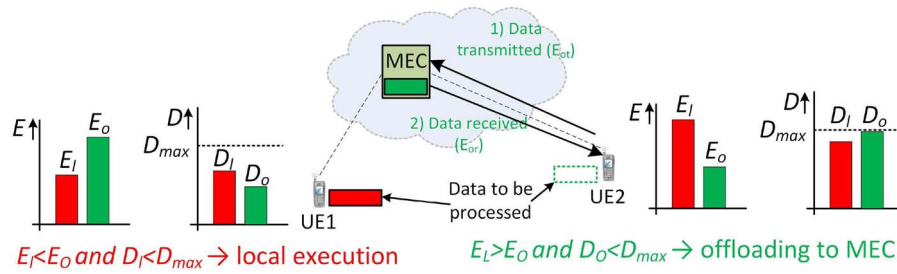 1) Data
transmitted (Eot)
MEC
2) Data received
(Eor)
E
El
Eo
D
Dmax
Dl
Do
UE1
Data to be
processed
UE2
E
El
Eo
D
Dmax
Dl
Do
El<EO and Dl<Dmax → local execution
EL>EO and DO<Dmax → offloading to MEC